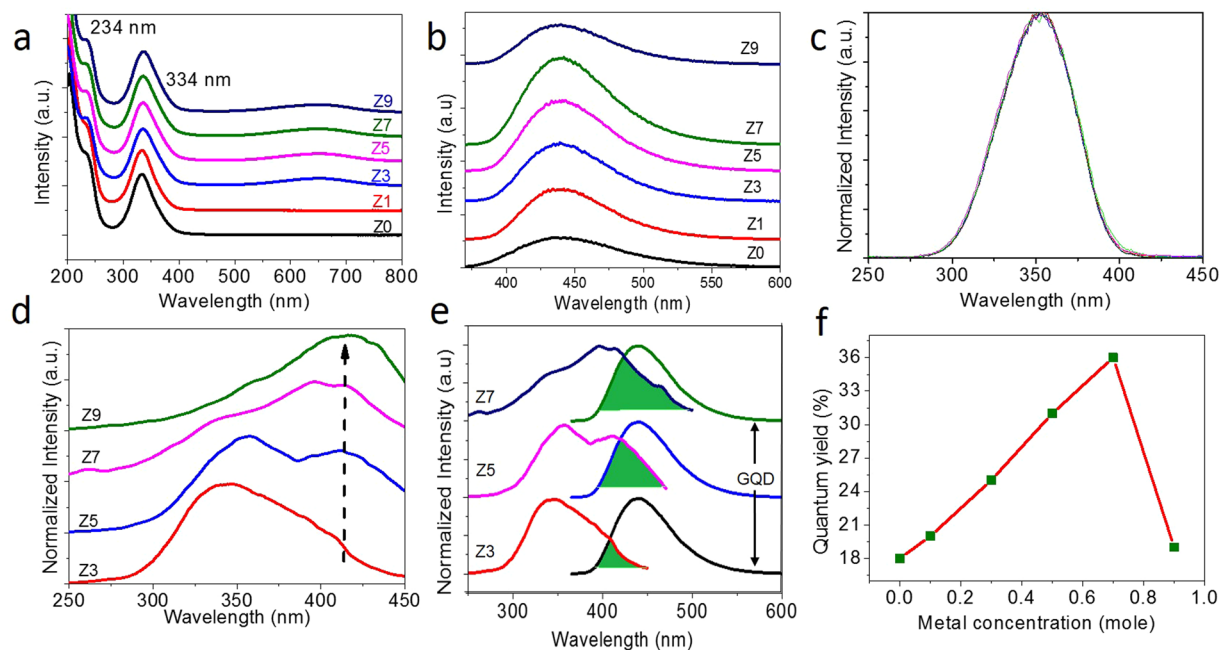 a
234 nm
334 nm
Z9
Z7
Z5
Z3
Z1
Z0
Intensity (a.u.)
200 300 400 500 600 700 800
Wavelength (nm)
b
Z9
Z7
Z5
Z3
Z1
Z0
Intensity (a.u)
400 450 500 550 600
Wavelength (nm)
c
Normalized Intensity (a.u.)
250 300 350 400 450
Wavelength (nm)
d
Z9
Z7
Z5
Z3
Normalized Intensity (a.u.)
250 300 350 400 450
Wavelength (nm)
e
Z7
Z5
Z3
GQD
Normalized Intensity (a.u.)
300 400 500 600
Wavelength (nm)
f
36
33
30
27
24
21
18
Quantum yield (%)
0.0 0.2 0.4 0.6 0.8 1.0
Metal concentration (mole)